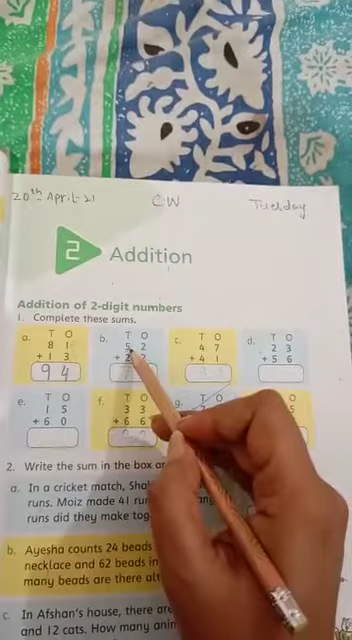 20th April-21 C.W Tuesday
2 Addition
Addition of 2-digit numbers
1. Complete these sums.
a. T O b. T O c. T O d. T O
8 1 5 2 4 7 2 3
+ 1 3 + 2 2 + 4 1 + 5 6
9 4
e. T O f. T O g. T O
1 5 3 3
+ 6 0 + 6 6
2. Write the sum in the box
a. In a cricket match,
runs. Moiz made 41
runs did they make
b. Ayesha counts 24 beads
necklace and 62 beads in
many beads are there
c. In Afshan's house, there are
and 12 cats. How many